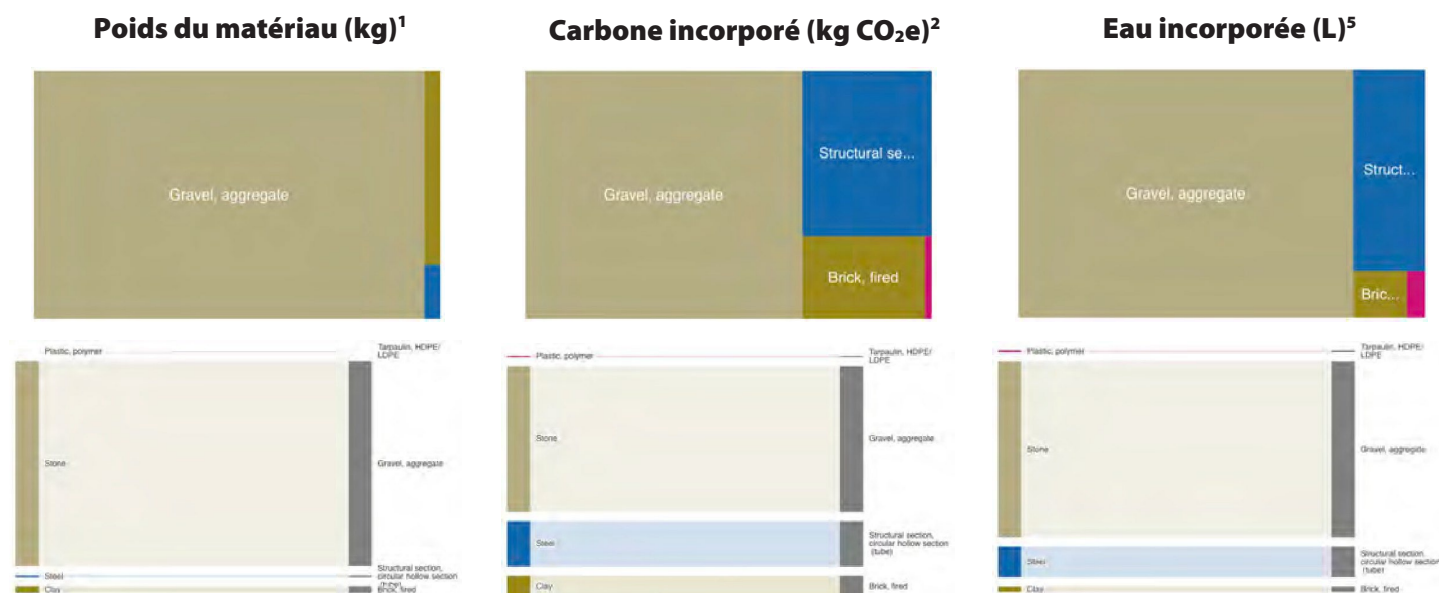 Poids du matériau (kg)¹
Gravel, aggregate
Plastic, polymer
Tarpaulin, HDPE/
LDPE
Stone
Gravel, aggregate
Steel
Structural section,
circular hollow section
(tube)
Clay
Brick, fired
Carbone incorporé (kg CO₂e)²
Gravel, aggregate
Structural se...
Brick, fired
Plastic, polymer
Tarpaulin, HDPE/
LDPE
Stone
Gravel, aggregate
Steel
Structural section,
circular hollow section
(tube)
Clay
Brick, fired
Eau incorporée (L)⁵
Gravel, aggregate
Struct...
Bric...
Plastic, polymer
Tarpaulin, HDPE/
LDPE
Stone
Gravel, aggregate
Steel
Structural section,
circular hollow section
(tube)
Clay
Brick, fired